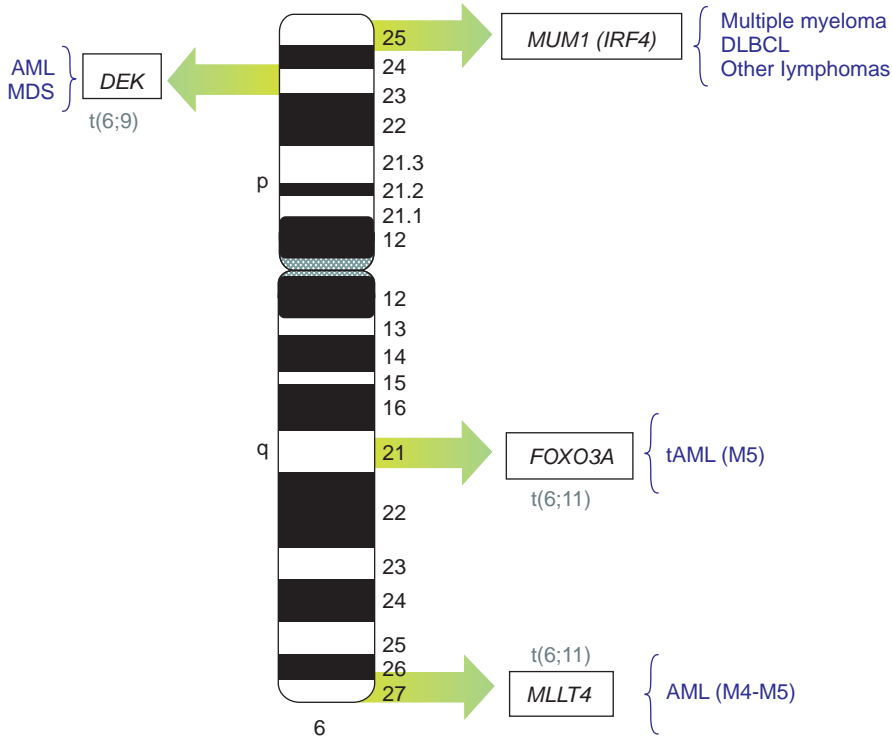 25
MUM1 (IRF4)
Multiple myeloma
DLBCL
Other lymphomas
AML
MDS
DEK
t(6;9)
24
23
22
21.3
p
21.2
21.1
12
12
13
14
15
16
q
21
FOXO3A
tAML (M5)
t(6;11)
22
23
24
25
t(6;11)
26
27
MLLT4
AML (M4-M5)
6